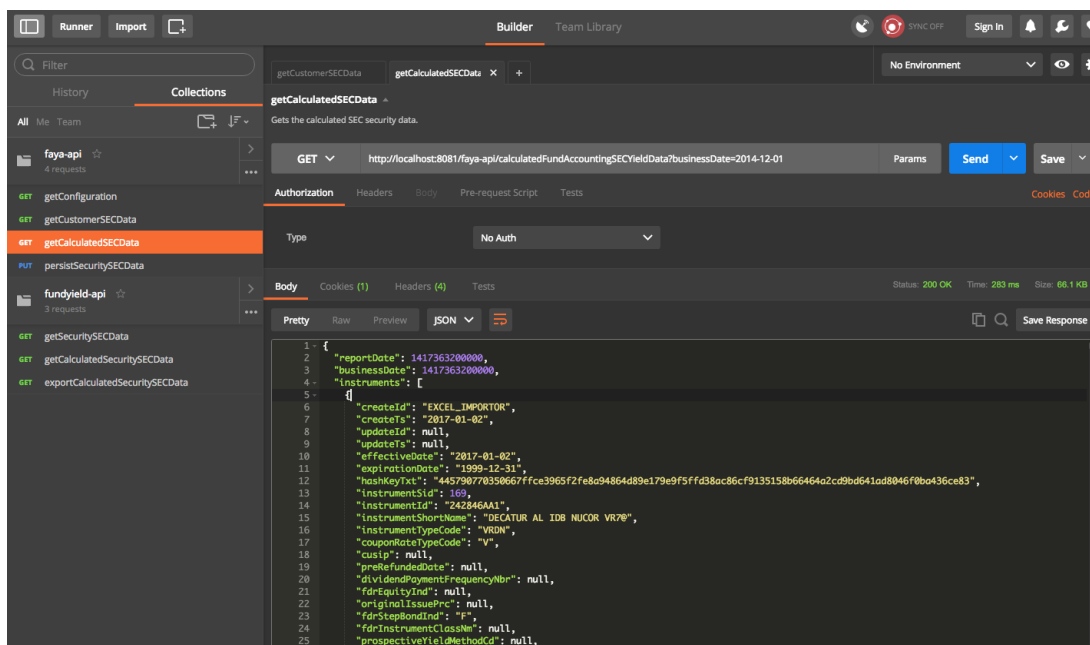 Runner Import Builder Team Library SYNC OFF Sign In
Filter
History Collections
All Me Team
faya-api
4 requests
GET getConfiguration
GET getCustomerSECData
GET getCalculatedSECData
PUT persistSecuritySECData
fundyield-api
3 requests
GET getSecuritySECData
GET getCalculatedSecuritySECData
GET exportCalculatedSecuritySECData
getCustomerSECData getCalculatedSECData X + No Environment
getCalculatedSECData
Gets the calculated SEC security data.
GET http://localhost:8081/faya-api/calculatedFundAccountingSECYieldData?businessDate=2014-12-01 Params Send Save
Authorization Headers Body Pre-request Script Tests Cookies Cod
Type No Auth
Body Cookies (1) Headers (4) Tests Status: 200 OK Time: 283 ms Size: 66.1 KB
Pretty Raw Preview JSON Save Response
1 {
2 "reportDate": 1417363200000,
3 "businessDate": 1417363200000,
4 "instruments": [
5 {
6 "createId": "EXCEL_IMPORTOR",
7 "createTs": "2017-01-02",
8 "updateId": null,
9 "updateTs": null,
10 "effectiveDate": "2017-01-02",
11 "expirationDate": "1999-12-31",
12 "hashKeyTxt": "445790770350667ffce3965f2fe8a94864d89e179e9f5ffd38ac86cf9135158b66464a2cd9bd641ad8046f0ba436ce83",
13 "instrumentSid": 169,
14 "instrumentId": "242846AA1",
15 "instrumentShortName": "DECATUR AL IDB NUCOR VR7@",
16 "instrumentTypeCode": "VRDN",
17 "couponRateTypeCode": "V",
18 "cusip": null,
19 "preRefundedDate": null,
20 "dividendPaymentFrequencyNbr": null,
21 "fdrEquityInd": null,
22 "originalIssuePrc": null,
23 "fdrStepBondInd": "F",
24 "fdrInstrumentClassNm": null,
25 "prospectiveYieldMethodCd": null,